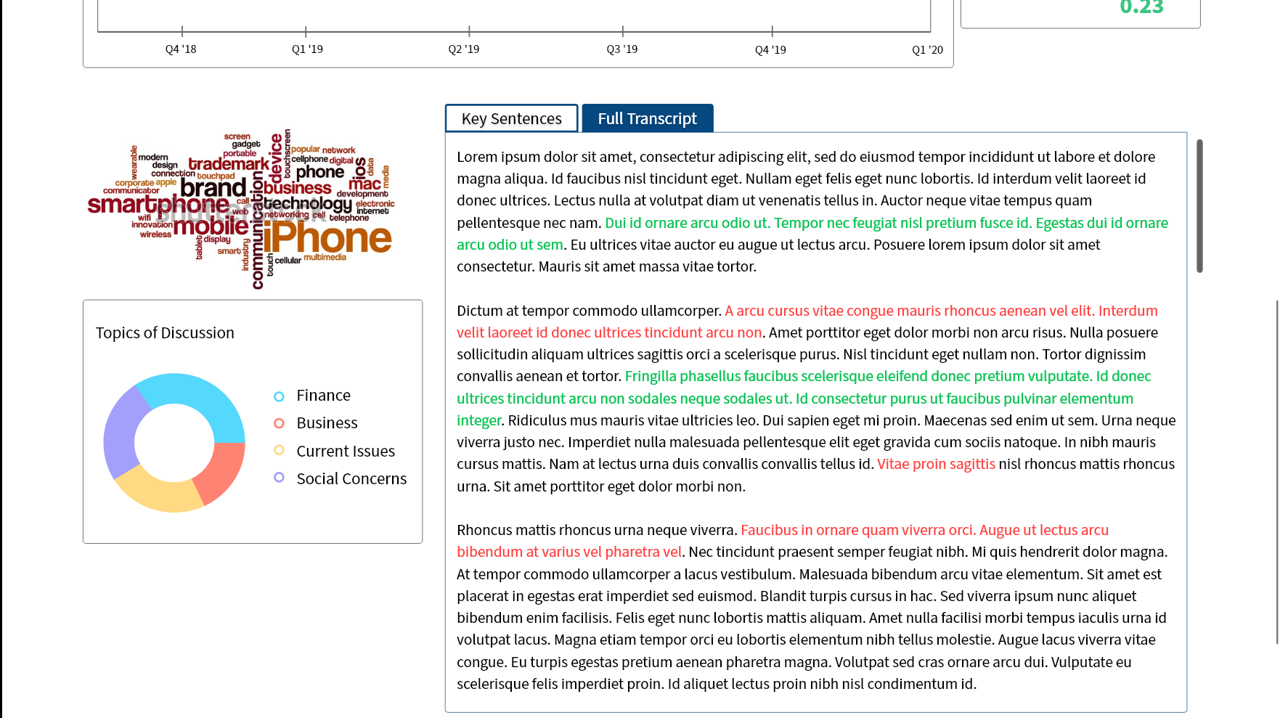 0.23
Q4 '18
Q1 '19
Q2 '19
Q3 '19
Q4 '19
Q1 '20
screen
gadget
portable
wearable
modern
design
connection
trademark
touchpad
device
touchscreen
popular
network
cellphone
digital
phone
ios
data
media
corporate
apple
communicator
brand
business
mac
development
smartphone
call
technology
electronic
internet
wifi
innovation
wireless
mobile
web
networking
cell
telephone
communication
iPhone
tablet
display
smart
industry
touch
cellular
multimedia
Topics of Discussion
Finance
Business
Current Issues
Social Concerns
Key Sentences
Full Transcript
Lorem ipsum dolor sit amet, consectetur adipiscing elit, sed do eiusmod tempor incididunt ut labore et dolore
magna aliqua. Id faucibus nisl tincidunt eget. Nullam eget felis eget nunc lobortis. Id interdum velit laoreet id
donec ultrices. Lectus nulla at volutpat diam ut venenatis tellus in. Auctor neque vitae tempus quam
pellentesque nec nam. Dui id ornare arcu odio ut. Tempor nec feugiat nisl pretium fusce id. Egestas dui id ornare
arcu odio ut sem. Eu ultrices vitae auctor eu augue ut lectus arcu. Posuere lorem ipsum dolor sit amet
consectetur. Mauris sit amet massa vitae tortor.
Dictum at tempor commodo ullamcorper. A arcu cursus vitae congue mauris rhoncus aenean vel elit. Interdum
velit laoreet id donec ultrices tincidunt arcu non. Amet porttitor eget dolor morbi non arcu risus. Nulla posuere
sollicitudin aliquam ultrices sagittis orci a scelerisque purus. Nisl tincidunt eget nullam non. Tortor dignissim
convallis aenean et tortor. Fringilla phasellus faucibus scelerisque eleifend donec pretium vulputate. Id donec
ultrices tincidunt arcu non sodales neque sodales ut. Id consectetur purus ut faucibus pulvinar elementum
integer. Ridiculus mus mauris vitae ultricies leo. Dui sapien eget mi proin. Maecenas sed enim ut sem. Urna neque
viverra justo nec. Imperdiet nulla malesuada pellentesque elit eget gravida cum sociis natoque. In nibh mauris
cursus mattis. Nam at lectus urna duis convallis convallis tellus id. Vitae proin sagittis nisl rhoncus mattis rhoncus
urna. Sit amet porttitor eget dolor morbi non.
Rhoncus mattis rhoncus urna neque viverra. Faucibus in ornare quam viverra orci. Augue ut lectus arcu
bibendum at varius vel pharetra vel. Nec tincidunt praesent semper feugiat nibh. Mi quis hendrerit dolor magna.
At tempor commodo ullamcorper a lacus vestibulum. Malesuada bibendum arcu vitae elementum. Sit amet est
placerat in egestas erat imperdiet sed euismod. Blandit turpis cursus in hac. Sed viverra ipsum nunc aliquet
bibendum enim facilisis. Felis eget nunc lobortis mattis aliquam. Amet nulla facilisi morbi tempus iaculis urna id
volutpat lacus. Magna etiam tempor orci eu lobortis elementum nibh tellus molestie. Augue lacus viverra vitae
congue. Eu turpis egestas pretium aenean pharetra magna. Volutpat sed cras ornare arcu dui. Vulputate eu
scelerisque felis imperdiet proin. Id aliquet lectus proin nibh nisl condimentum id.